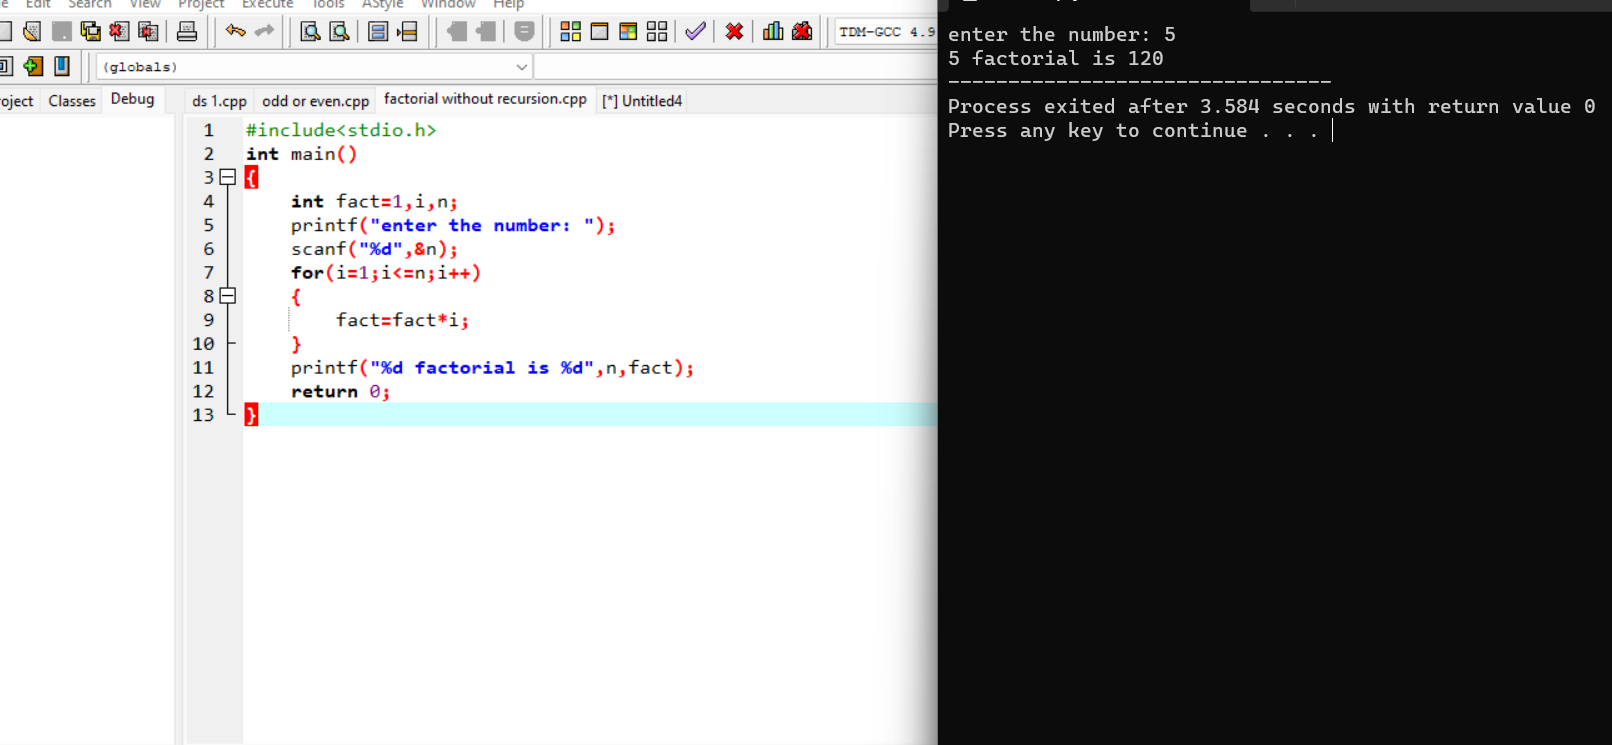 Edit Search View Project Execute Tools AStyle Window Help
TDM-GCC 4.9
(globals)
Classes Debug
ds 1.cpp odd or even.cpp factorial without recursion.cpp [*] Untitled4
1 #include<stdio.h>
2 int main()
3 {
4 int fact=1,i,n;
5 printf("enter the number: ");
6 scanf("%d",&n);
7 for(i=1;i<=n;i++)
8 {
9 fact=fact*i;
10 }
11 printf("%d factorial is %d",n,fact);
12 return 0;
13 }
enter the number: 5
5 factorial is 120
--------------------------------
Process exited after 3.584 seconds with return value 0
Press any key to continue . . .